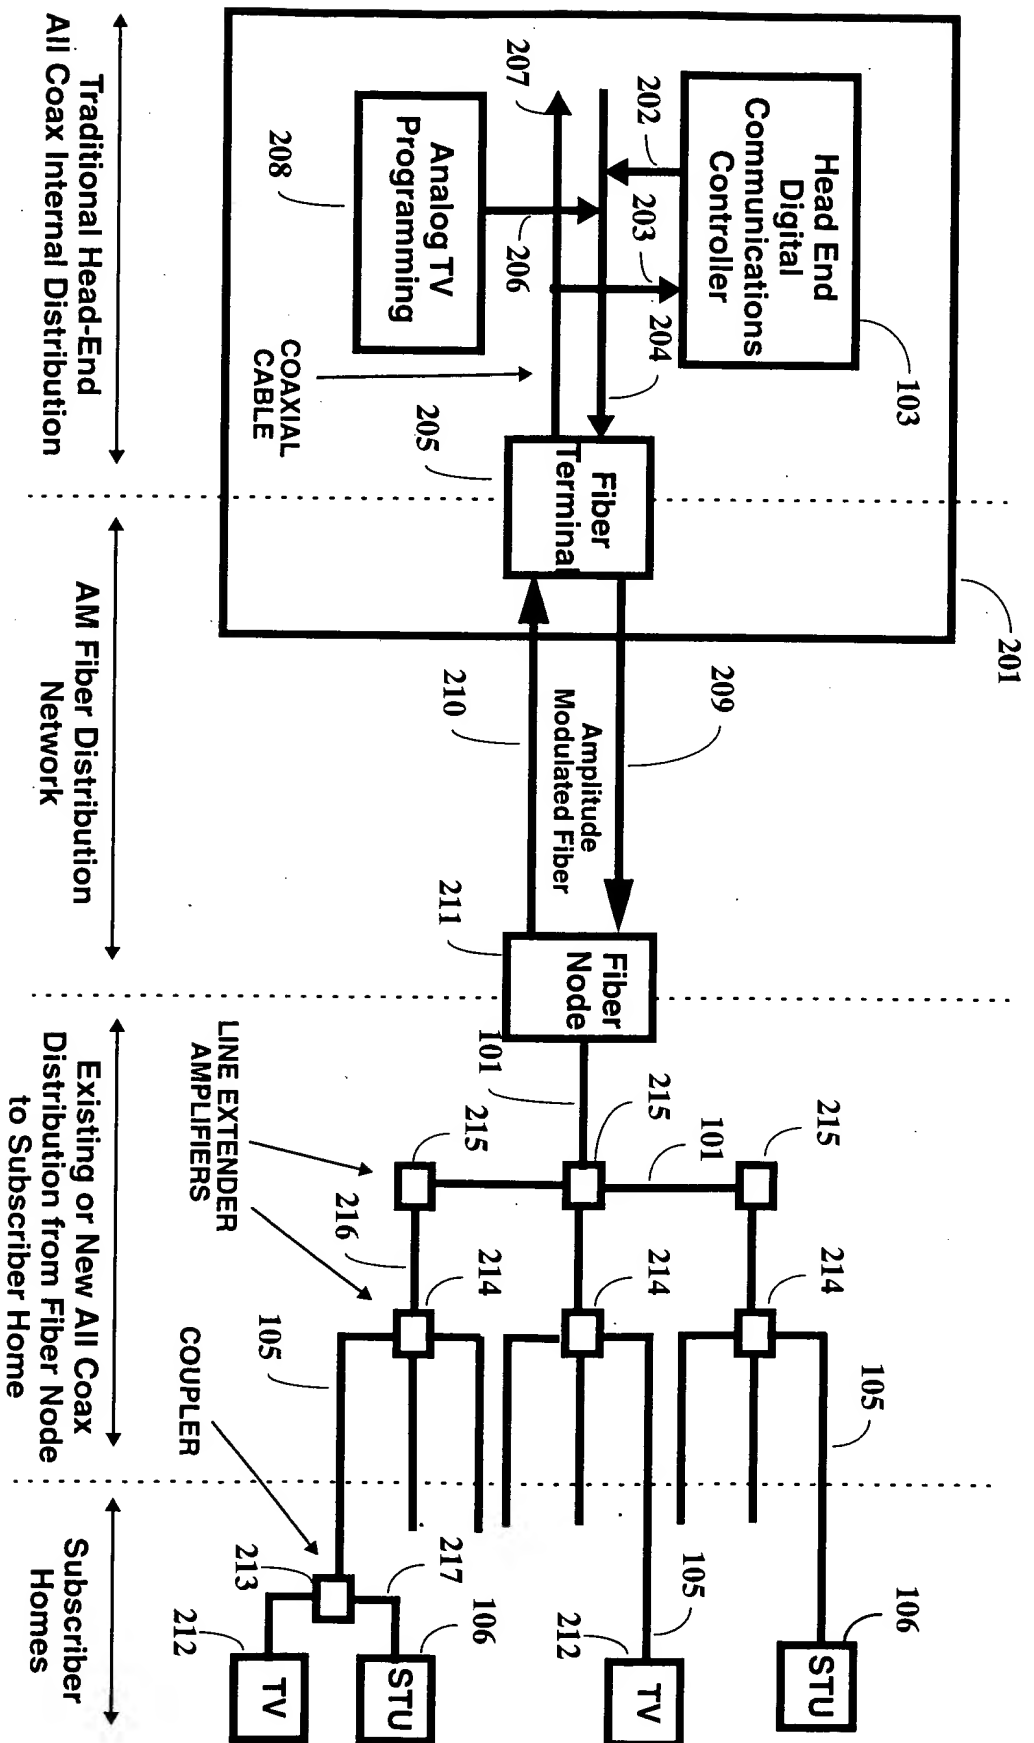 201
Head End
Digital
Communications
Controller
103
202
203
204
207
206
Analog TV
Programming
208
COAXIAL
CABLE
205
Fiber
Terminal
209
Amplitude
Modulated Fiber
210
211
Fiber
Node
101
215
101
215
215
216
214
214
214
LINE EXTENDER
AMPLIFIERS
105
105
105
COUPLER
213
217
106
STU
212
TV
106
STU
212
TV
Traditional Head-End
All Coax Internal Distribution
AM Fiber Distribution
Network
Existing or New All Coax
Distribution from Fiber Node
to Subscriber Home
Subscriber
Homes